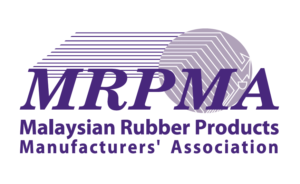 MRPMA
Malaysian Rubber Products
Manufacturers' Association